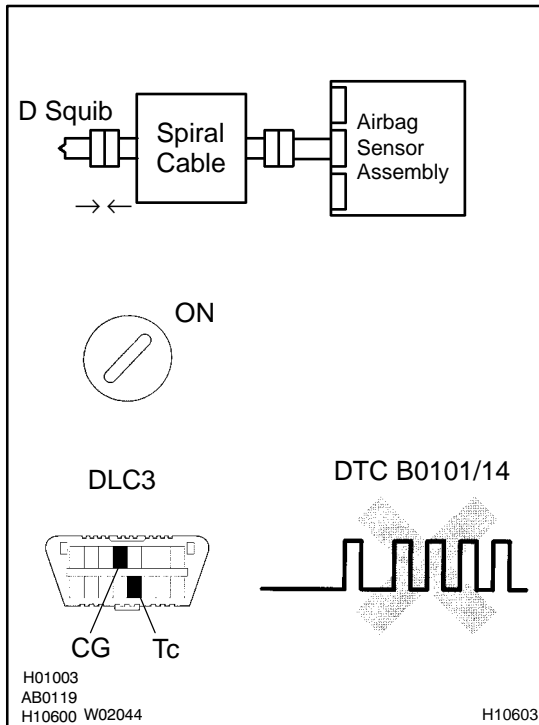 D Squib
Spiral
Cable
Airbag
Sensor
Assembly
ON
DLC3
DTC B0101/14
CG
Tc
H01003
AB0119
H10600 W02044
H10603